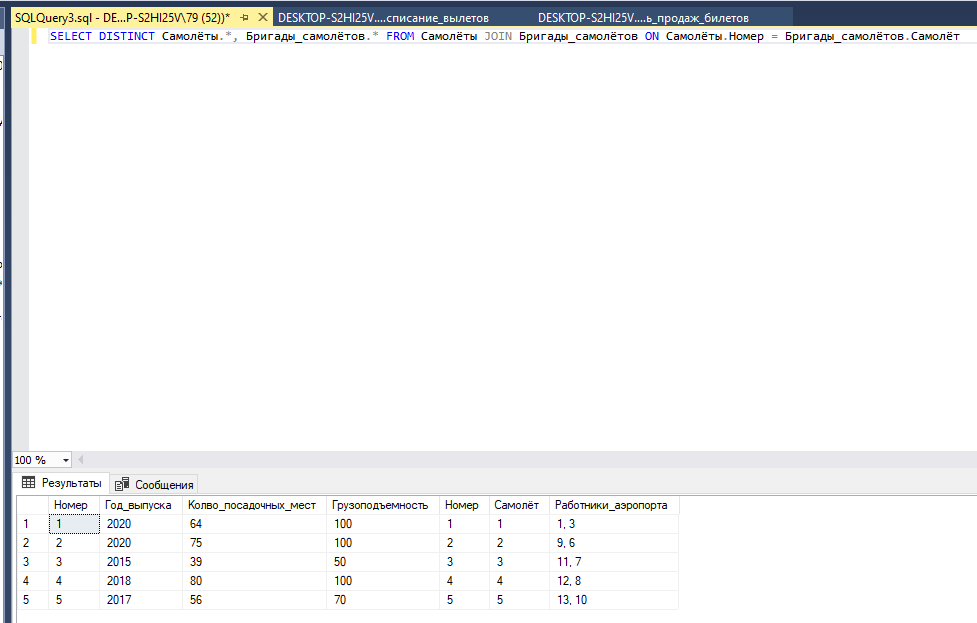 SQLQuery3.sql - DE...P-S2HI25V\79 (52))* DESKTOP-S2HI25V....списание_вылетов DESKTOP-S2HI25V....ь_продаж_билетов
SELECT DISTINCT Самолёты.*, Бригады_самолётов.* FROM Самолёты JOIN Бригады_самолётов ON Самолёты.Номер = Бригады_самолётов.Самолёт
100 %
Результаты Сообщения
Номер Год_выпуска Колво_посадочных_мест Грузоподъемность Номер Самолёт Работники_аэропорта
1 1 2020 64 100 1 1 1, 3
2 2 2020 75 100 2 2 9, 6
3 3 2015 39 50 3 3 11, 7
4 4 2018 80 100 4 4 12, 8
5 5 2017 56 70 5 5 13, 10